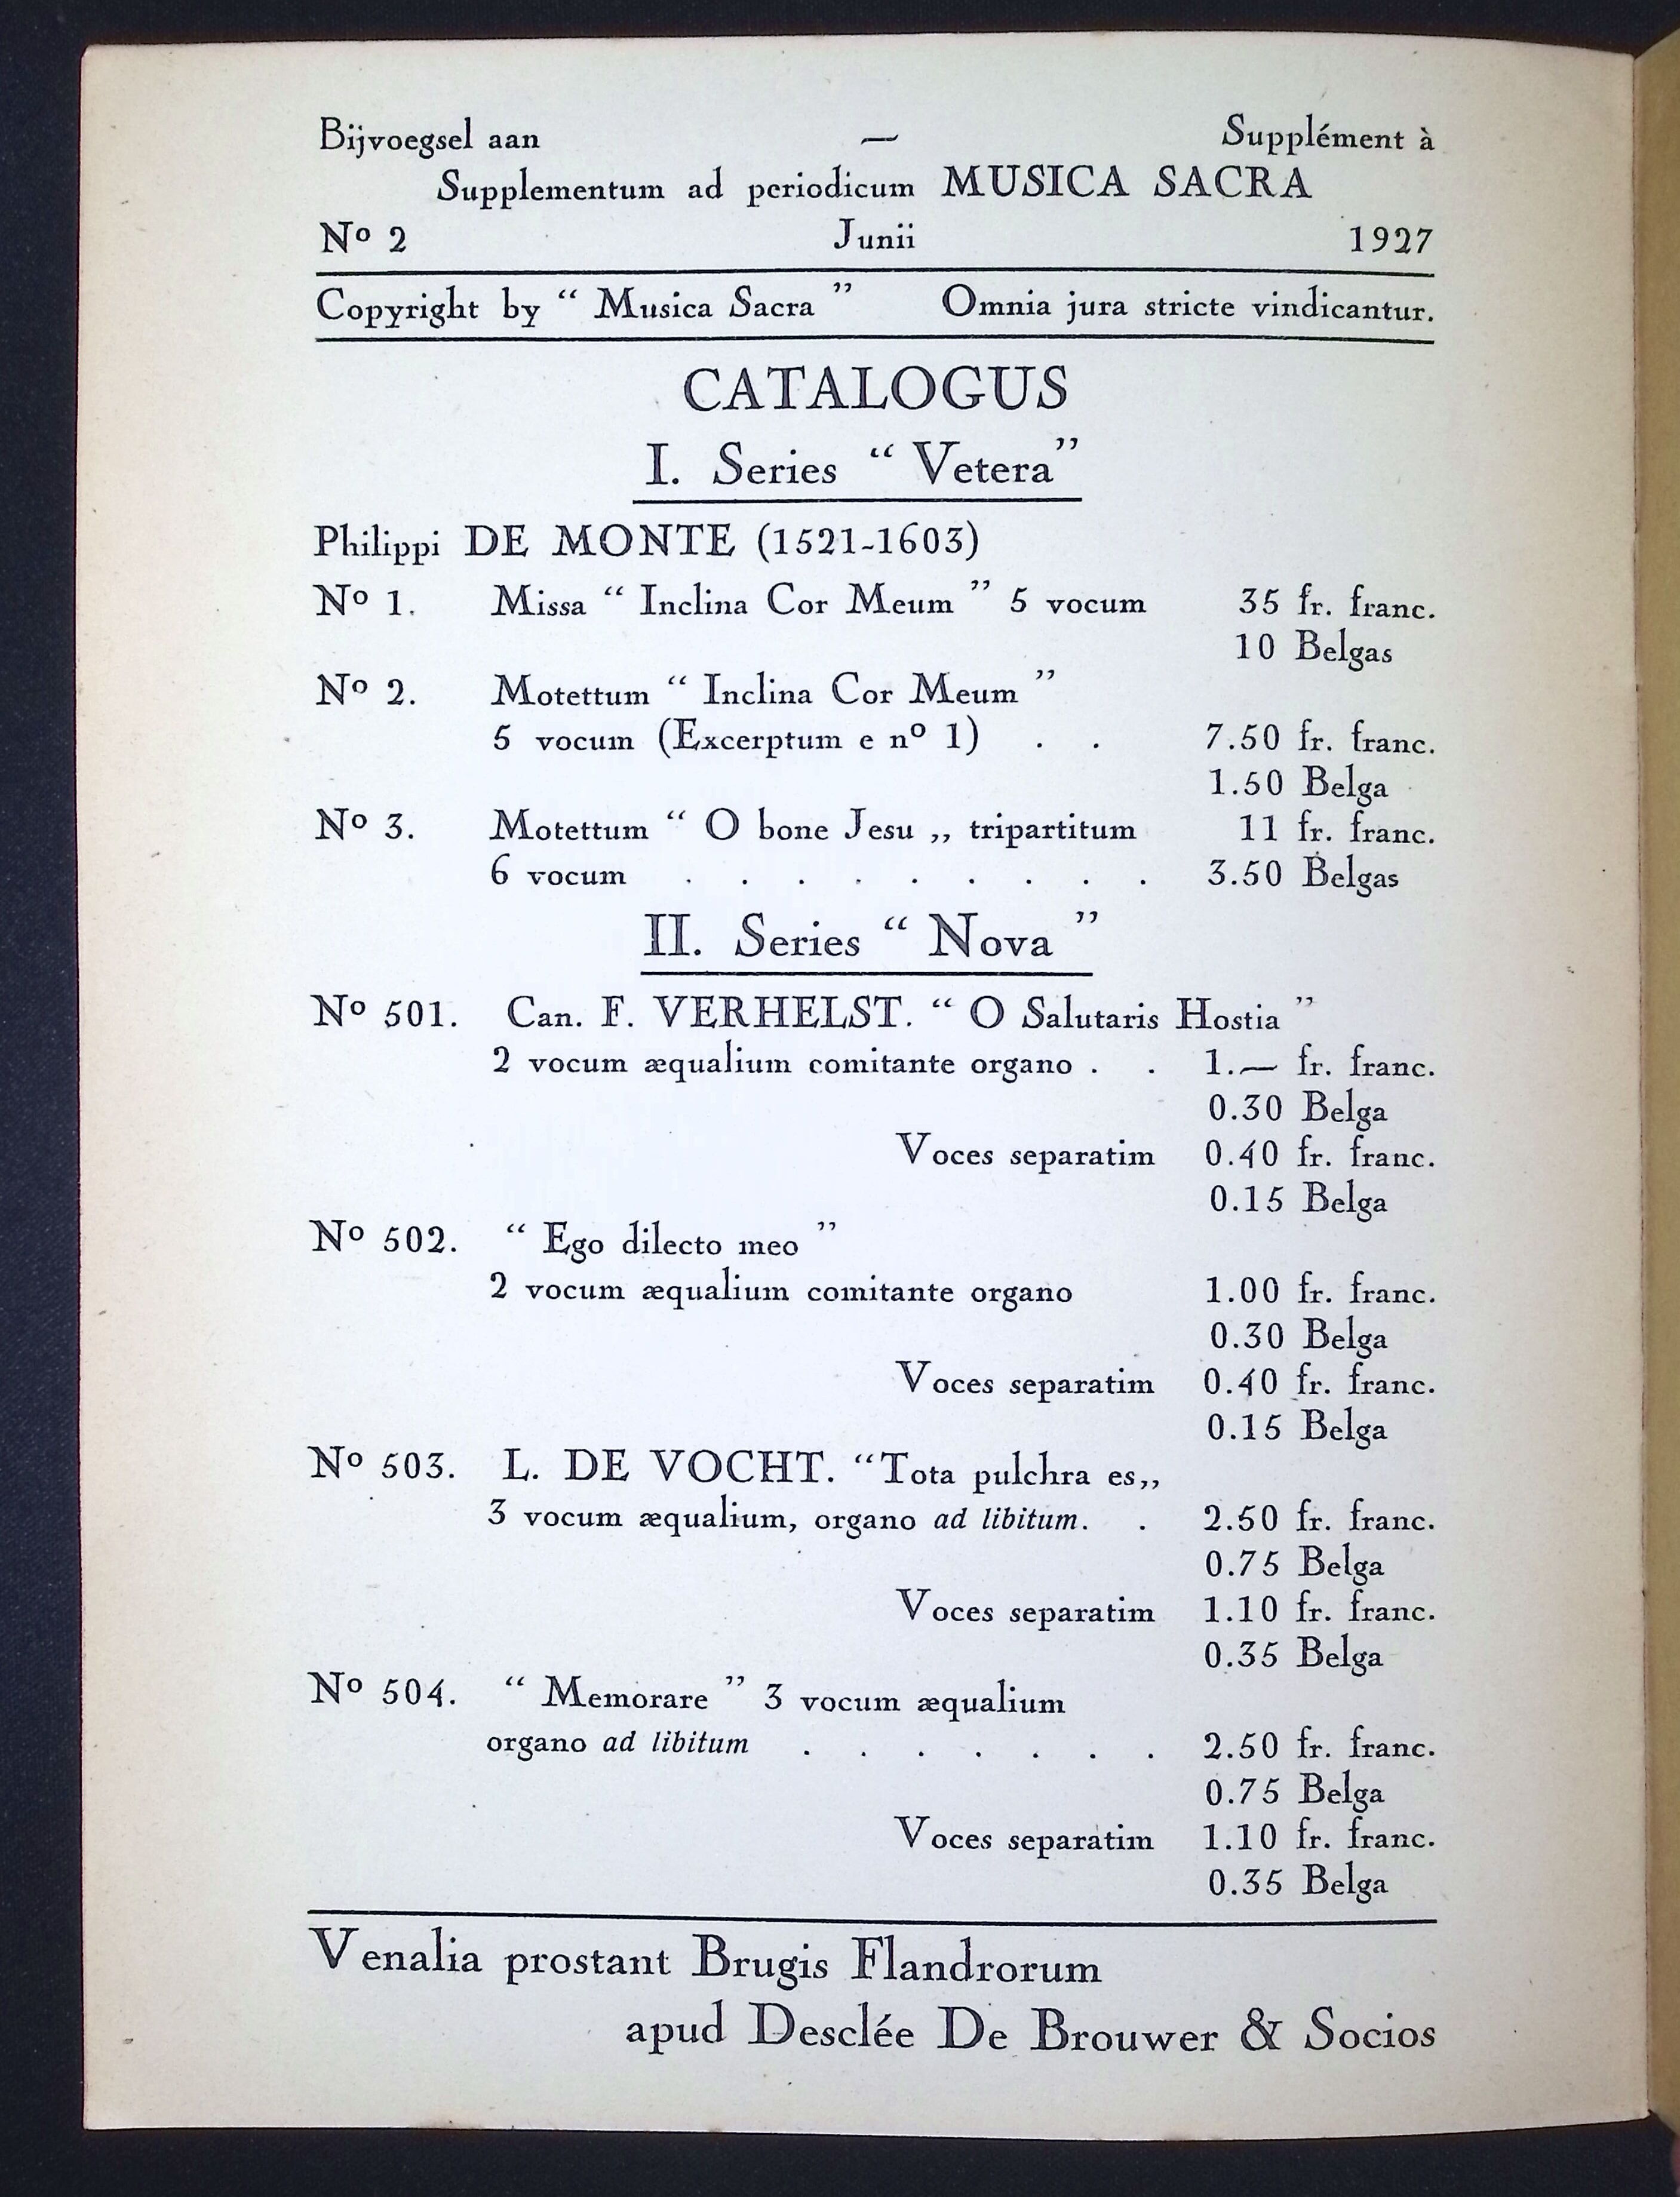 Bijvoegsel aan — Supplément à
Supplementum ad periodicum MUSICA SACRA
Nº 2 Junii 1927
Copyright by “ Musica Sacra ” Omnia jura stricte vindicantur.
CATALOGUS
I. Series “ Vetera”
Philippi DE MONTE (1521-1603)
Nº 1. Missa “ Inclina Cor Meum ” 5 vocum 35 fr. franc.
10 Belgas
Nº 2. Motettum “ Inclina Cor Meum ”
5 vocum (Excerptum e nº 1) . . 7.50 fr. franc.
1.50 Belga
Nº 3. Motettum “ O bone Jesu „ tripartitum 11 fr. franc.
6 vocum . . . . . . . . . 3.50 Belgas
II. Series “ Nova ”
Nº 501. Can. F. VERHELST. “ O Salutaris Hostia ”
2 vocum æqualium comitante organo . . 1.— fr. franc.
0.30 Belga
Voces separatim 0.40 fr. franc.
0.15 Belga
Nº 502. “ Ego dilecto meo ”
2 vocum æqualium comitante organo 1.00 fr. franc.
0.30 Belga
Voces separatim 0.40 fr. franc.
0.15 Belga
Nº 503. L. DE VOCHT. “Tota pulchra es„
3 vocum æqualium, organo ad libitum. . 2.50 fr. franc.
0.75 Belga
Voces separatim 1.10 fr. franc.
0.35 Belga
Nº 504. “ Memorare ” 3 vocum æqualium
organo ad libitum . . . . . . . 2.50 fr. franc.
0.75 Belga
Voces separatim 1.10 fr. franc.
0.35 Belga
Venalia prostant Brugis Flandrorum
apud Desclée De Brouwer & Socios